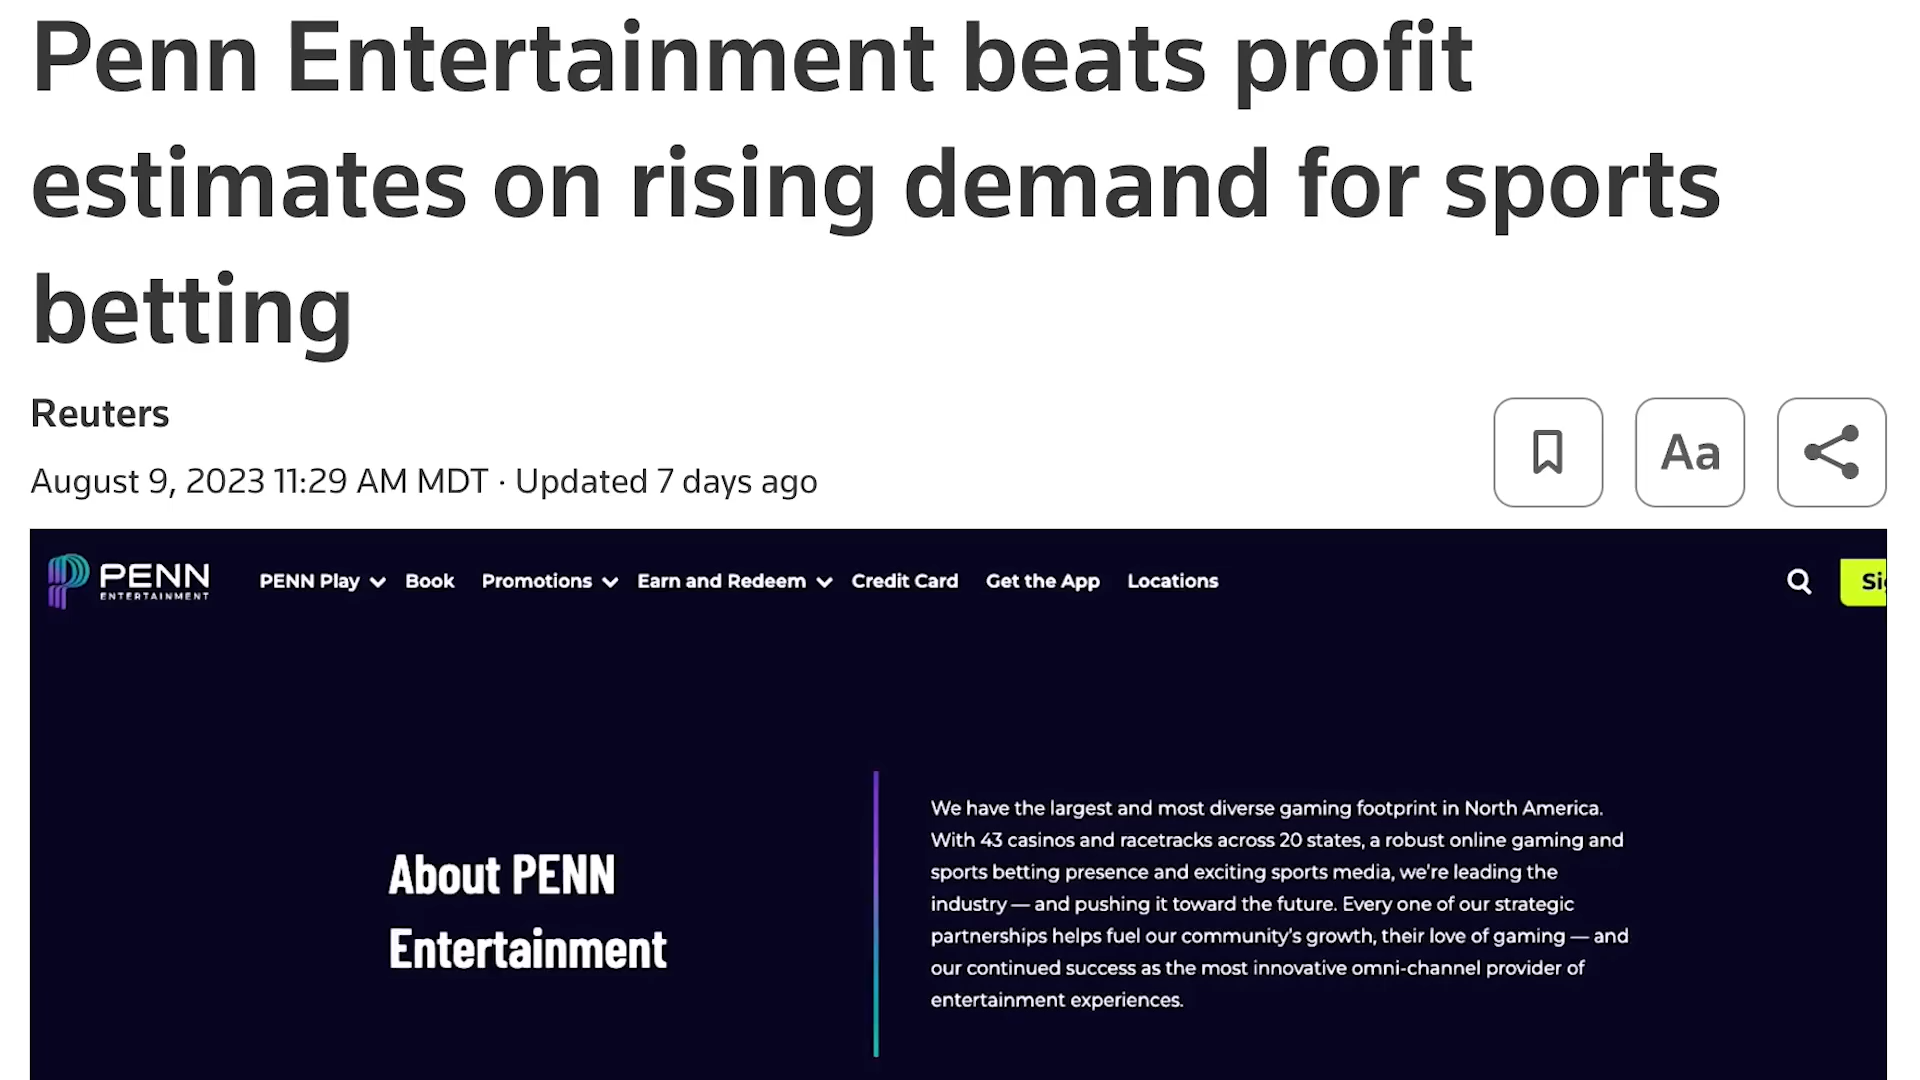 Penn Entertainment beats profit
estimates on rising demand for sports
betting
Reuters
August 9, 2023 11:29 AM MDT · Updated 7 days ago
Aa
PENN
ENTERTAINMENT
PENN Play Book Promotions Earn and Redeem Credit Card Get the App Locations
We have the largest and most diverse gaming footprint in North America.
With 43 casinos and racetracks across 20 states, a robust online gaming and
sports betting presence and exciting sports media, we're leading the
industry — and pushing it toward the future. Every one of our strategic
partnerships helps fuel our community's growth, their love of gaming — and
our continued success as the most innovative omni-channel provider of
entertainment experiences.
About PENN
Entertainment